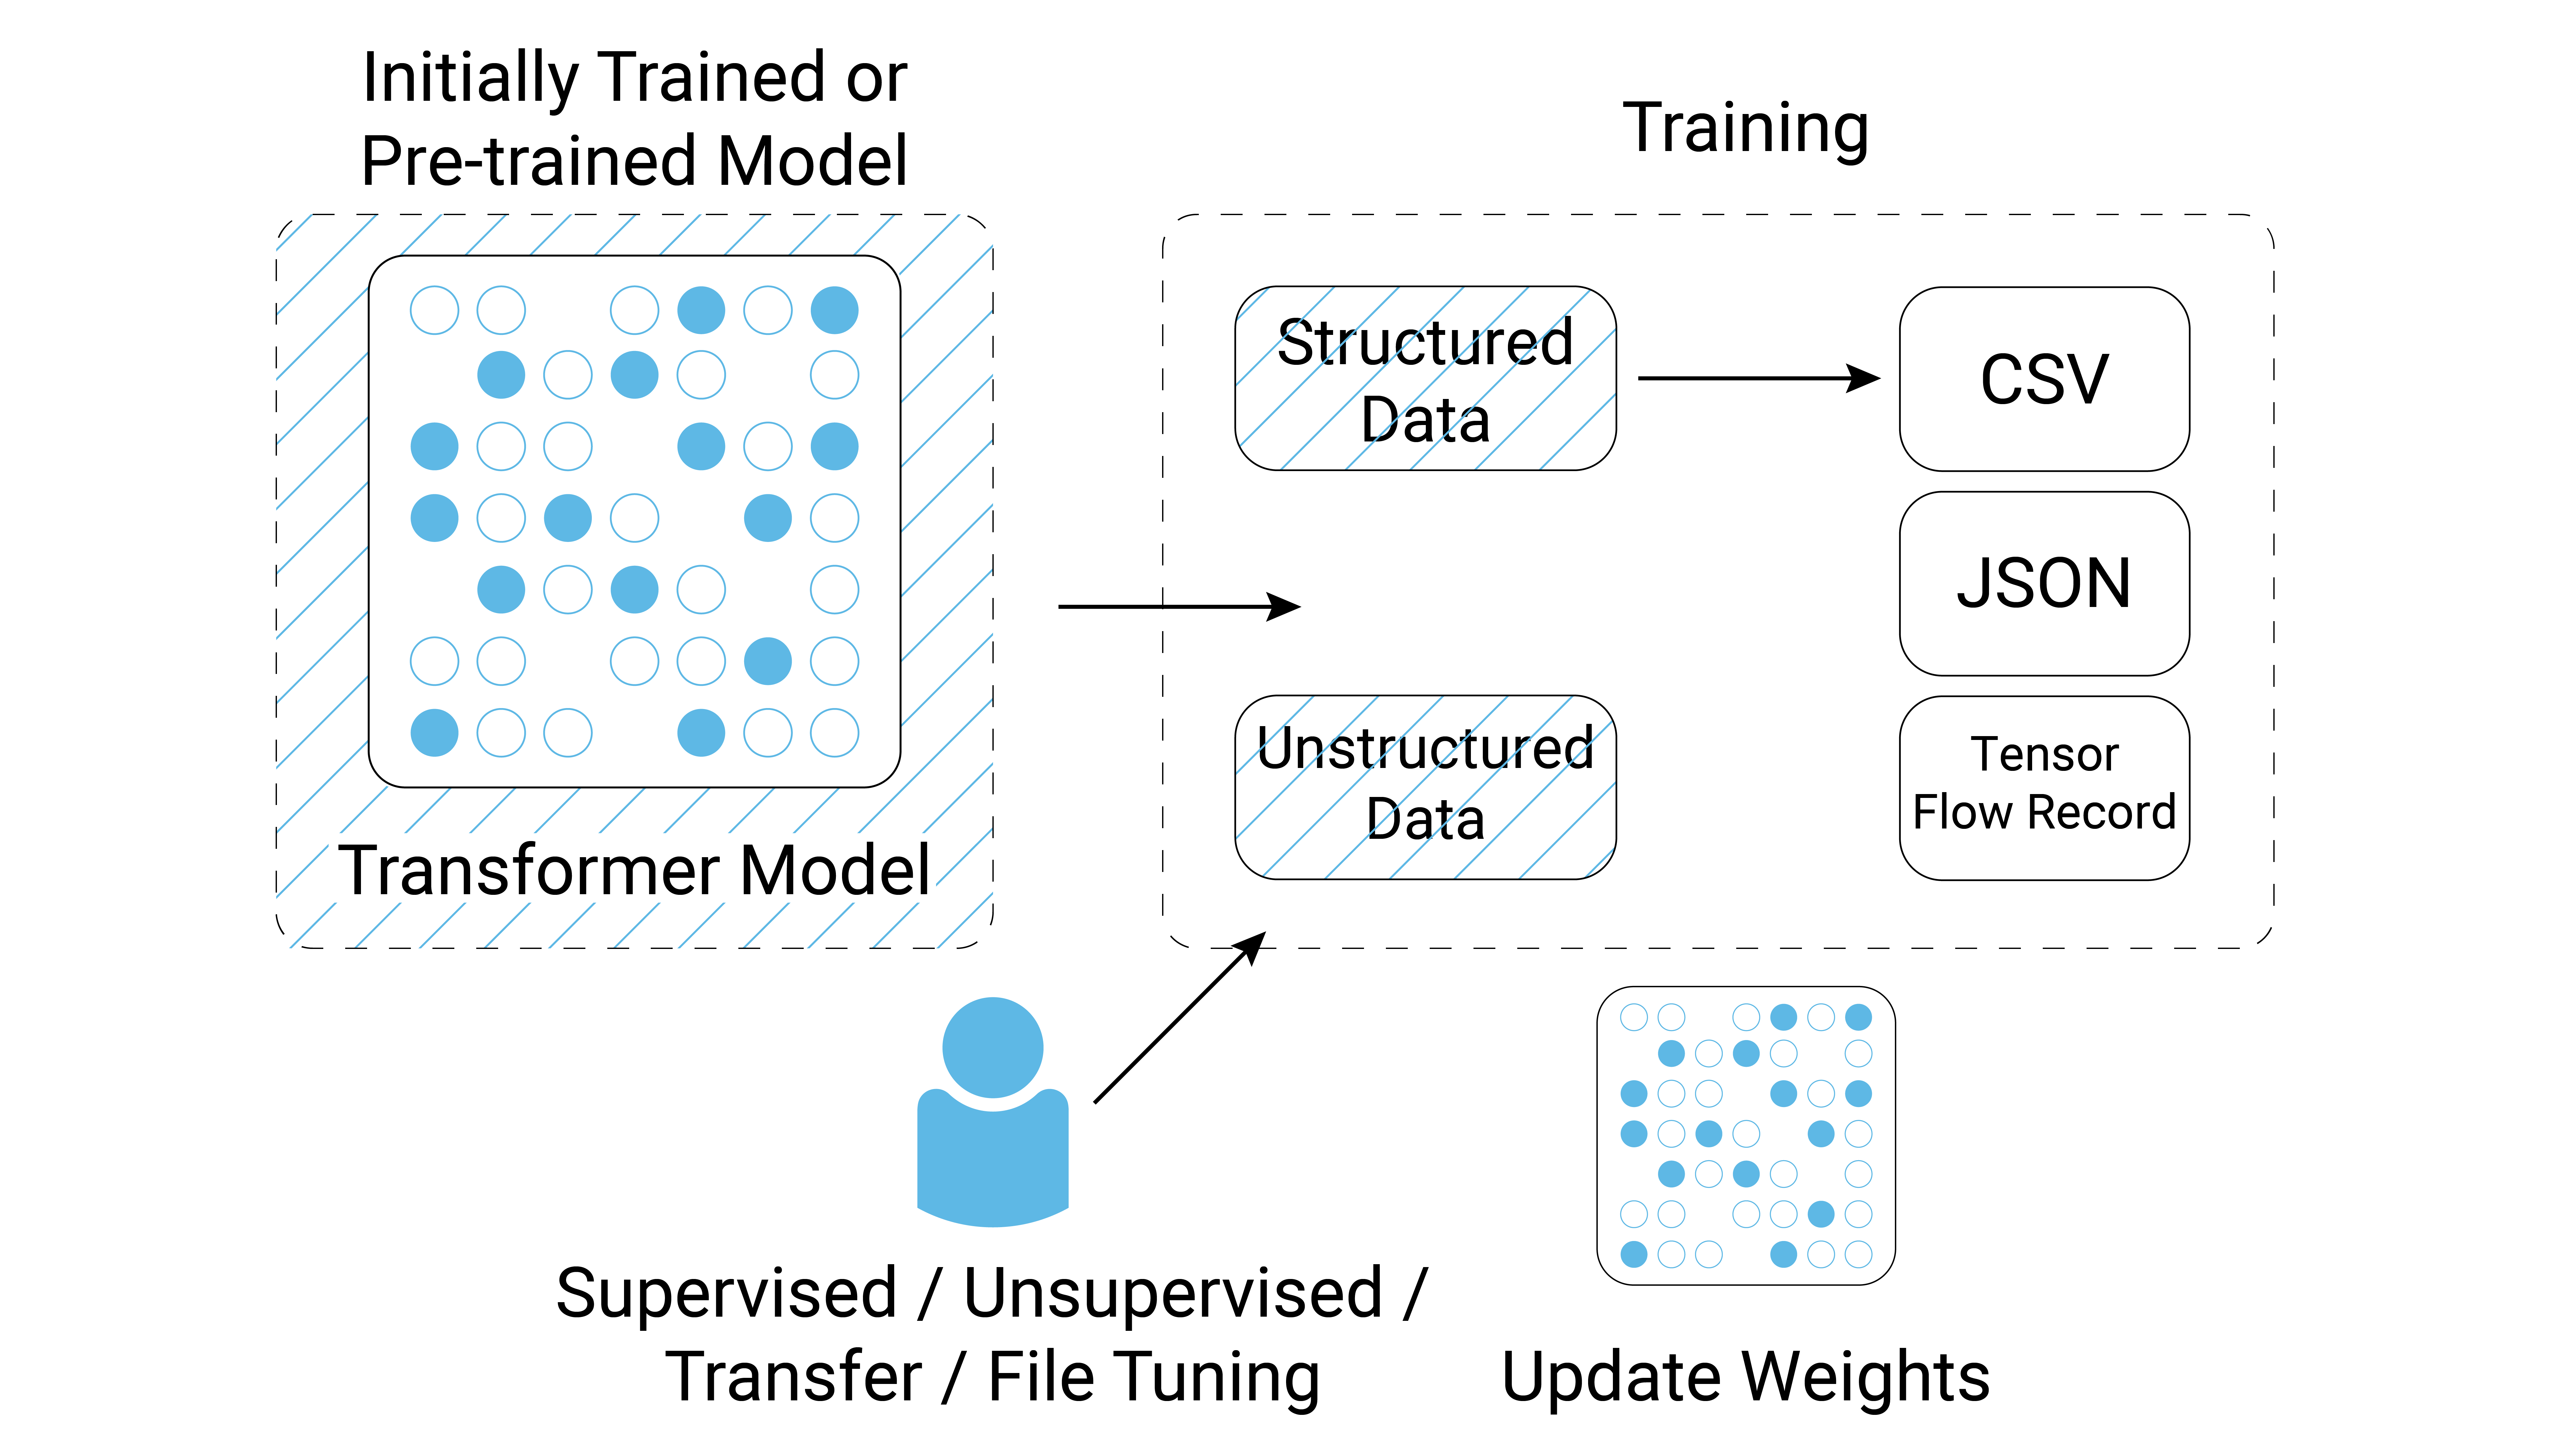 Initially Trained or
Pre-trained Model
Transformer Model
Training
Structured
Data
CSV
JSON
Unstructured
Data
Tensor
Flow Record
Supervised / Unsupervised /
Transfer / File Tuning
Update Weights